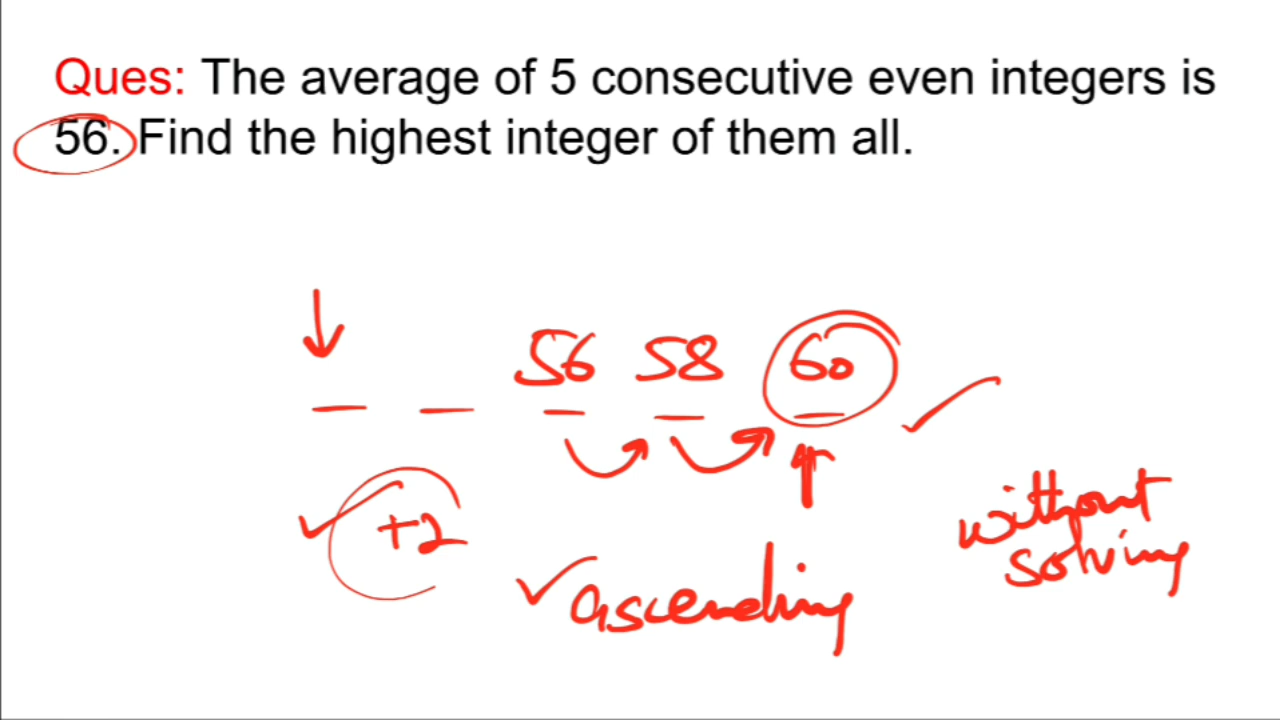 Ques: The average of 5 consecutive even integers is
56. Find the highest integer of them all.
56 58 60
+2
without
solving
ascending